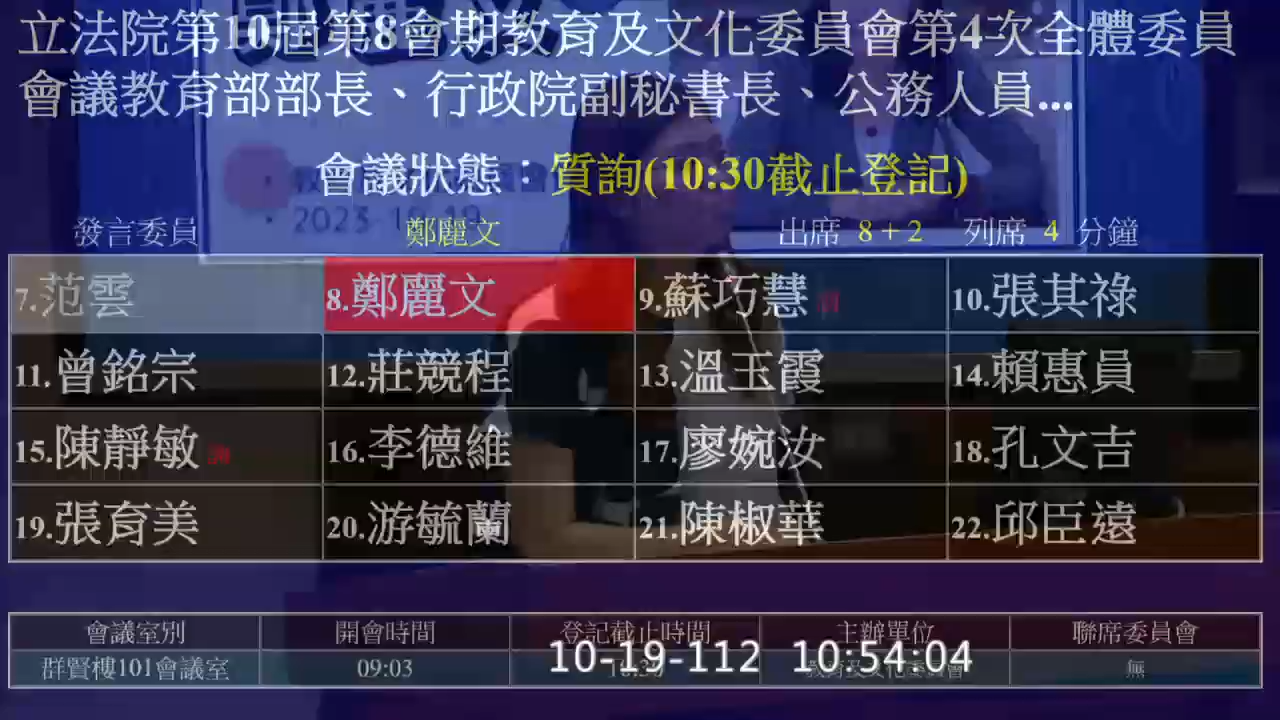 立法院第10屆第8會期教育及文化委員會第4次全體委員
會議教育部部長、行政院副秘書長、公務人員...
會議狀態：質詢(10:30截止登記)
發言委員 鄭麗文 出席 8+2 列席 4 分鐘
7.范雲 8.鄭麗文 9.蘇巧慧 10.張其祿
11.曾銘宗 12.莊競程 13.溫玉霞 14.賴惠員
15.陳靜敏 16.李德維 17.廖婉汝 18.孔文吉
19.張育美 20.游毓蘭 21.陳椒華 22.邱臣遠
會議室別 開會時間 登記截止時間 主辦單位 聯席委員會
群賢樓101會議室 09:03 教育及文化委員會 無
10-19-112 10:54:04